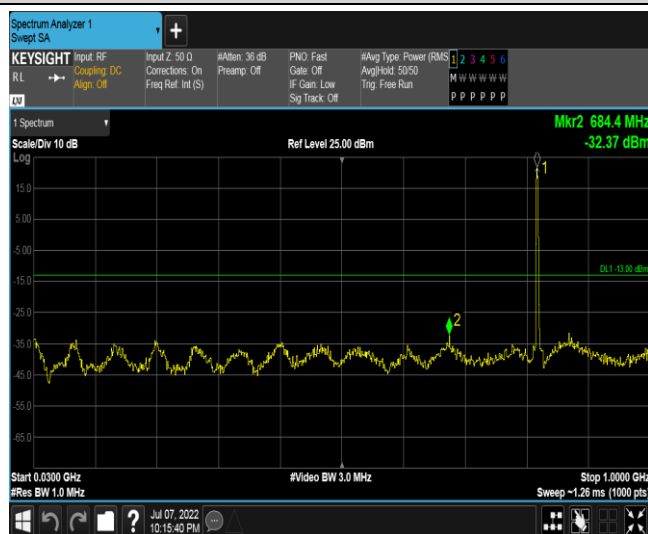 Spectrum Analyzer 1
Swept SA
+
KEYSIGHT Input: RF Input Z: 50 Ω #Atten: 36 dB PNO: Fast #Avg Type: Power (RMS 1 2 3 4 5 6
RL Coupling: DC Corrections: On Preamp: Off Gate: Off Avg|Hold: 50/50 M W W W W W
Align: Off Freq Ref: Int (S) IF Gain: Low Trig: Free Run
Sig Track: Off P P P P P P
LXI
1 Spectrum Mkr2 684.4 MHz
Scale/Div 10 dB Ref Level 25.00 dBm -32.37 dBm
Log
1
15.0
5.00
-5.00
DL1 -13.00 dBm
-15.0
-25.0
2
-35.0
-45.0
-55.0
-65.0
Start 0.0300 GHz #Video BW 3.0 MHz Stop 1.0000 GHz
#Res BW 1.0 MHz Sweep ~1.26 ms (1000 pts)
? Jul 07, 2022
10:15:40 PM